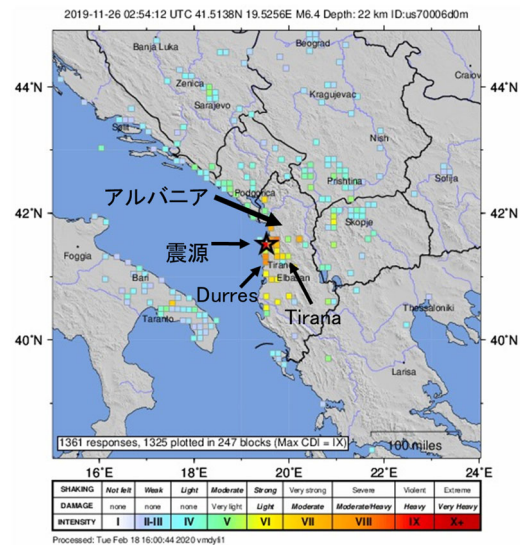 2019-11-26 02:54:12 UTC 41.5138N 19.5256E M6.4 Depth: 22 km ID:us70006d0m
Banja Luka
Beograd
44˚N
44˚N
Zenica
Craiov
Kragujevac
Sarajevo
Split
Nish
Prishtina
Sofija
Podgorica
アルバニア
42˚N
42˚N
Skopje
震源
Foggia
Tirana
Bari
Elbasan
Durres
Tirana
Taranto
Thessaloniki
40˚N
40˚N
Larisa
1361 responses, 1325 plotted in 247 blocks (Max CDI = IX)
100 miles
16˚E
18˚E
20˚E
22˚E
24˚E
SHAKING Not felt Weak Light Moderate Strong Very strong Severe Violent Extreme
DAMAGE none none none Very light Light Moderate Moderate/Heavy Heavy Very Heavy
INTENSITY I II-III IV V VI VII VIII IX X+
Processed: Tue Feb 18 16:00:44 2020 vmdyfi1